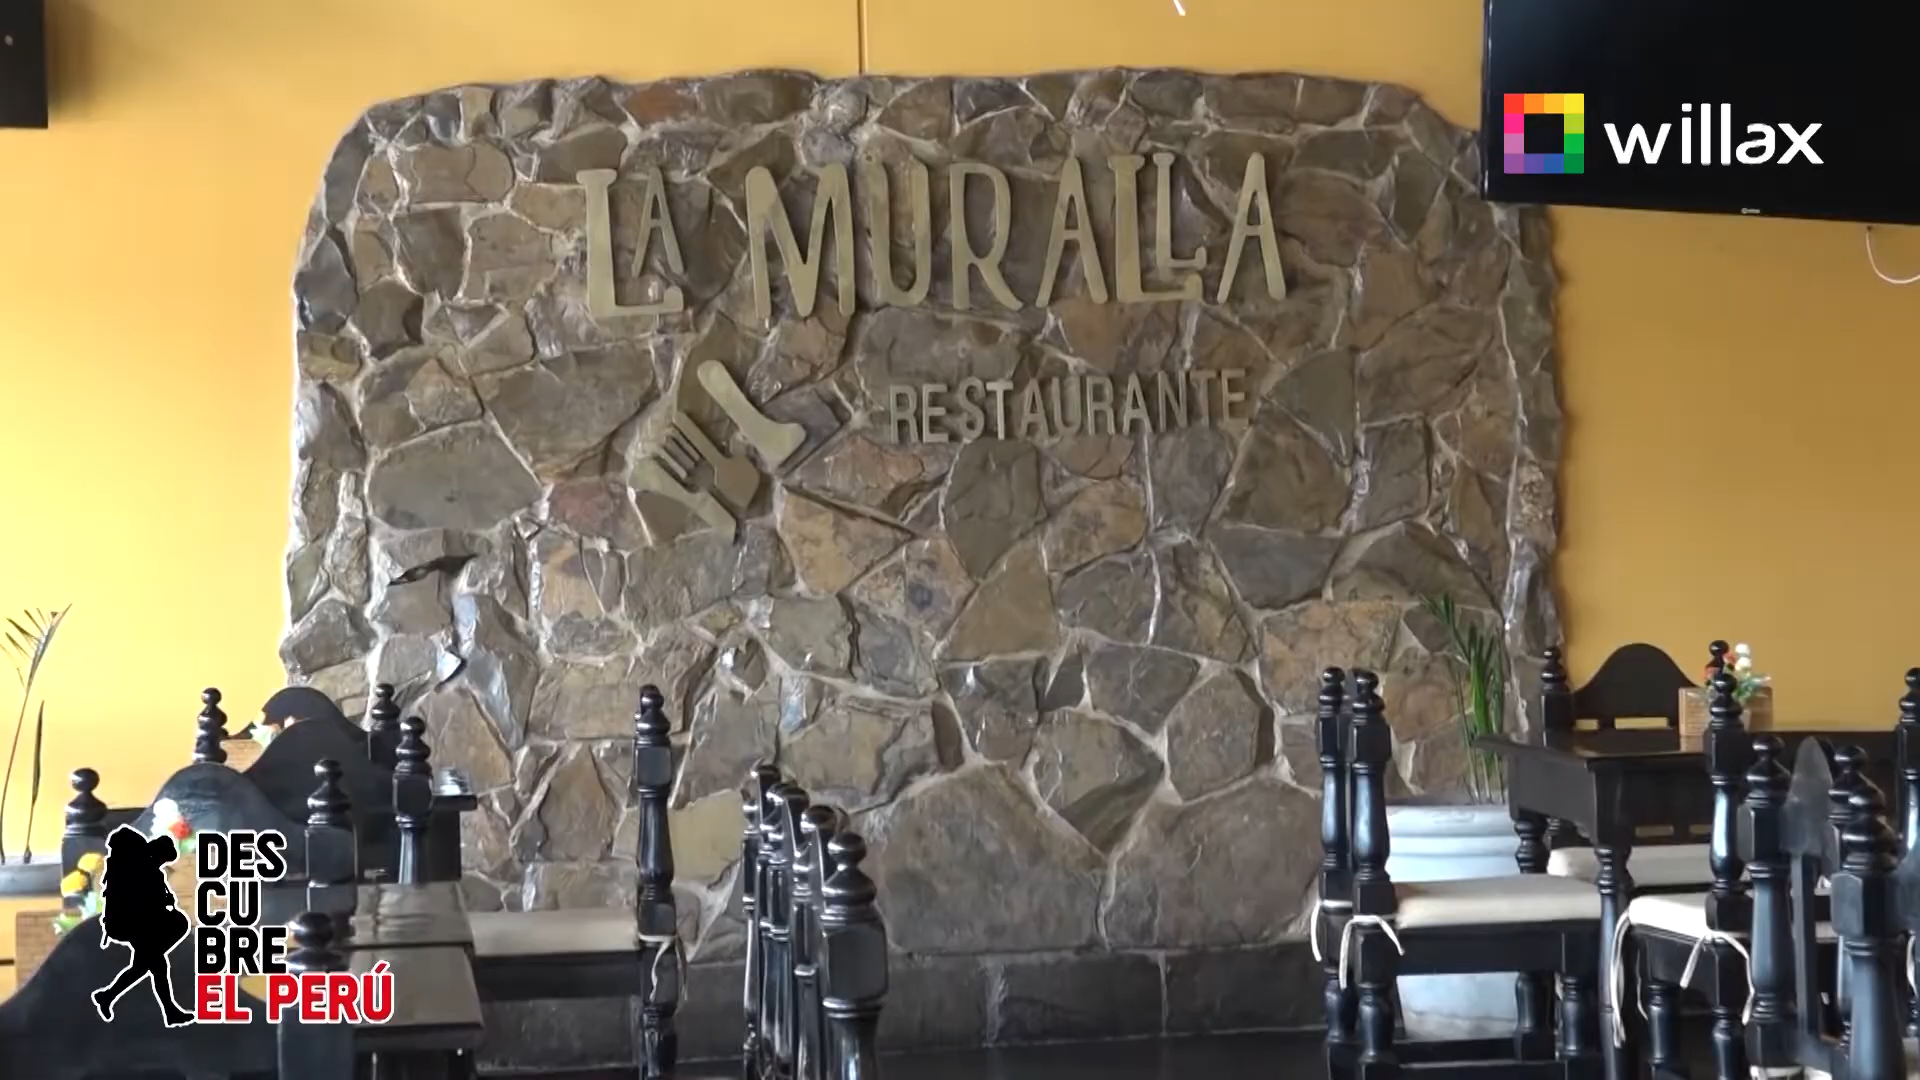 willax
LA MURALLA
RESTAURANTE
DES
CU
BRE
EL PERÚ